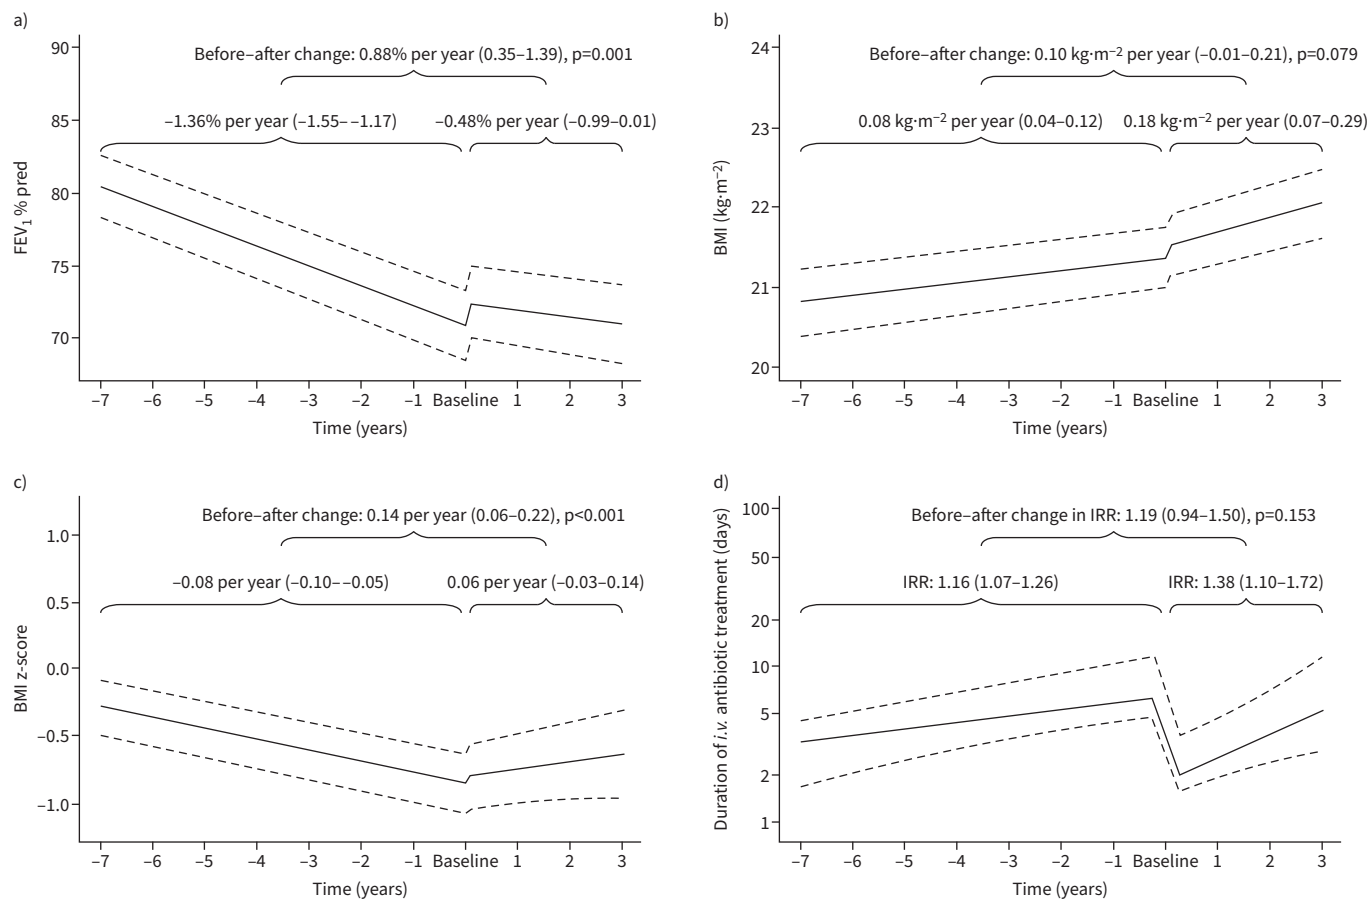 a)
Before–after change: 0.88% per year (0.35–1.39), p=0.001
–1.36% per year (–1.55– –1.17)
–0.48% per year (–0.99–0.01)
FEV1 % pred
90
85
80
75
70
–7 –6 –5 –4 –3 –2 –1 Baseline 1 2 3
Time (years)
b)
Before–after change: 0.10 kg·m–2 per year (–0.01–0.21), p=0.079
0.08 kg·m–2 per year (0.04–0.12)
0.18 kg·m–2 per year (0.07–0.29)
BMI (kg·m–2)
24
23
22
21
20
–7 –6 –5 –4 –3 –2 –1 Baseline 1 2 3
Time (years)
c)
Before–after change: 0.14 per year (0.06–0.22), p<0.001
–0.08 per year (–0.10– –0.05)
0.06 per year (–0.03–0.14)
BMI z-score
1.0
0.5
0.0
–0.5
–1.0
–7 –6 –5 –4 –3 –2 –1 Baseline 1 2 3
Time (years)
d)
Before–after change in IRR: 1.19 (0.94–1.50), p=0.153
IRR: 1.16 (1.07–1.26)
IRR: 1.38 (1.10–1.72)
Duration of i.v. antibiotic treatment (days)
100
50
20
10
5
2
1
–7 –6 –5 –4 –3 –2 –1 Baseline 1 2 3
Time (years)